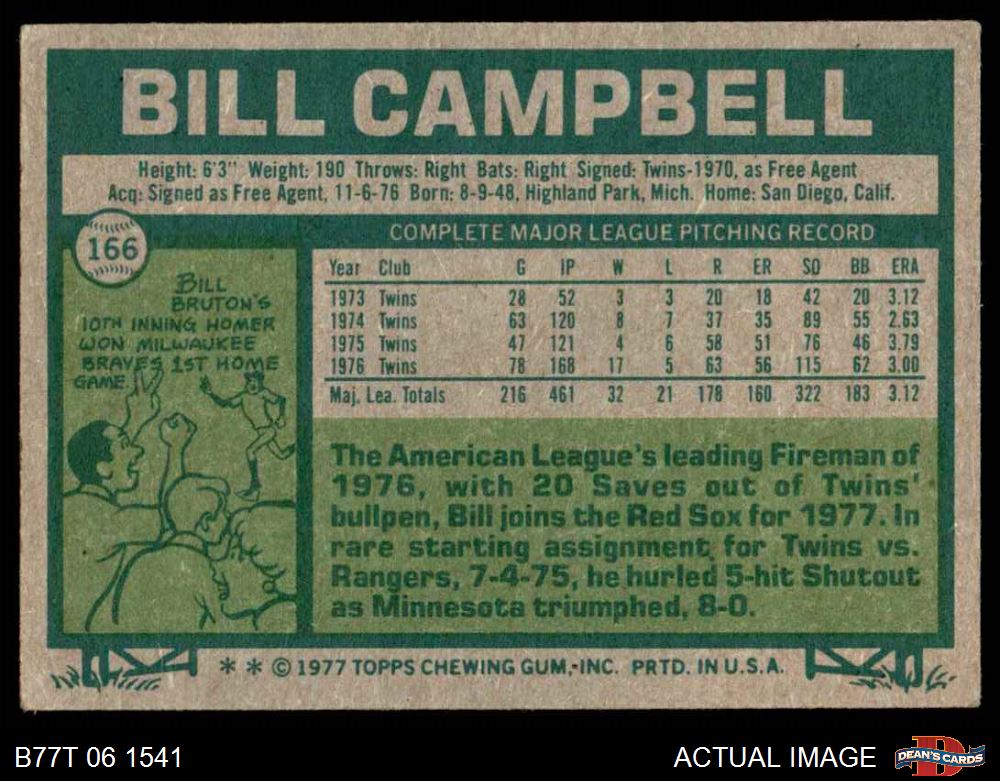 BILL CAMPBELL
Height: 6'3" Weight: 190 Throws: Right Bats: Right Signed: Twins-1970, as Free Agent
Acq: Signed as Free Agent, 11-6-76 Born: 8-9-48, Highland Park, Mich. Home: San Diego, Calif.
166
BILL
BRUTON'S
10TH INNING HOMER
WON MILWAUKEE
BRAVES 1ST HOME
GAME.
COMPLETE MAJOR LEAGUE PITCHING RECORD
Year Club G IP W L R ER SO BB ERA
1973 Twins 28 52 3 3 20 18 42 20 3.12
1974 Twins 63 120 8 7 37 35 89 55 2.63
1975 Twins 47 121 4 6 58 51 76 46 3.79
1976 Twins 78 168 17 5 63 56 115 62 3.00
Maj. Lea. Totals 216 461 32 21 178 160 322 183 3.12
The American League's leading Fireman of
1976, with 20 Saves out of Twins'
bullpen, Bill joins the Red Sox for 1977. In
rare starting assignment for Twins vs.
Rangers, 7-4-75, he hurled 5-hit Shutout
as Minnesota triumphed, 8-0.
* * © 1977 TOPPS CHEWING GUM, INC. PRTD. IN U.S.A.
B77T 06 1541
ACTUAL IMAGE
D
DEAN'S CARDS